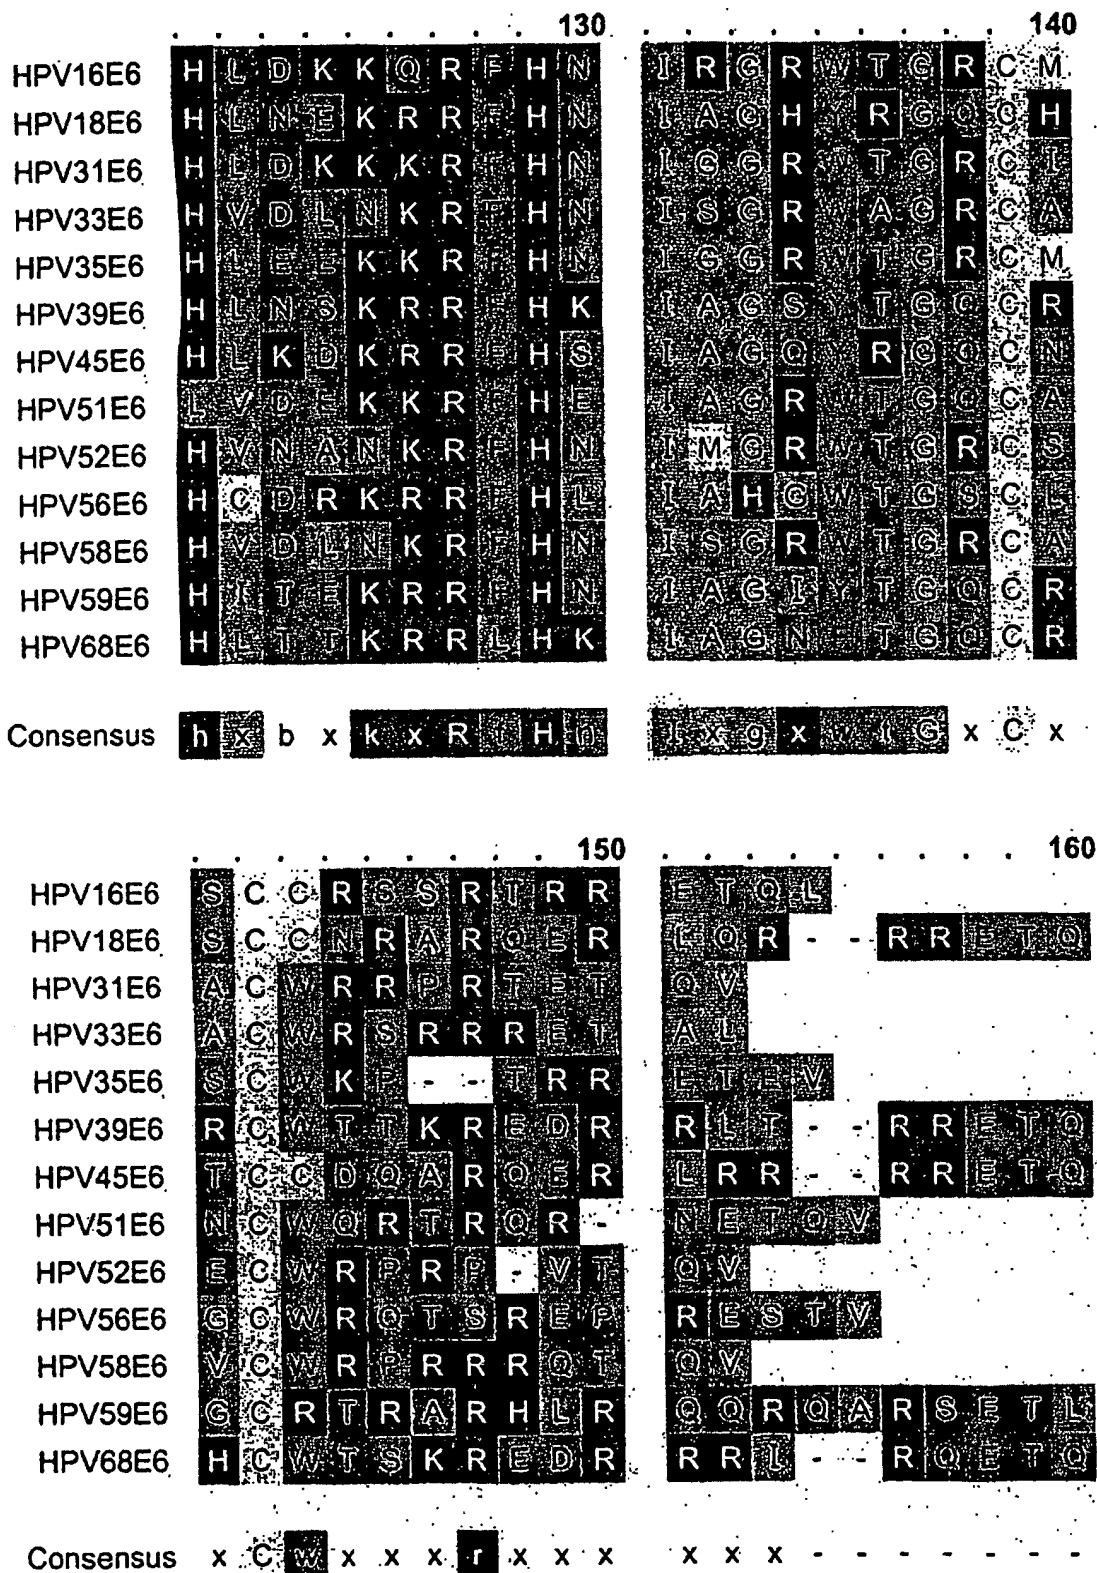 130 140
HPV16E6 H L D K K Q R F H N I R G R W T G R C M
HPV18E6 H L N E K R R F H N I A G H Y R G Q C H
HPV31E6 H L D K K K R F H N I G G R W T G R C I
HPV33E6 H V D L N K R F H N I S G R W A G R C A
HPV35E6 H L E E K K R F H N I G G R W T G R C M
HPV39E6 H L N S K R R F H K I A G S Y T G C C R
HPV45E6 H L K D K R R F H S I A G Q R G Q C N
HPV51E6 L V D E K K R F H E I A G R W T G Q C A
HPV52E6 H V N A N K R F H N I M G R W T G R C S
HPV56E6 H C D R K R R F H L I A H G W T G S C L
HPV58E6 H V D L N K R F H N I S G R W T G R C A
HPV59E6 H I T E K R R F H N I A G I Y T G Q C R
HPV68E6 H L T T K R R L H K I A G N F T G Q C R
Consensus h x b x k x R f H n I x g x w t G x C x
150 160
HPV16E6 S C C R S S R T R R E T Q L
HPV18E6 S C C N R A R Q E R L Q R - - R R E T Q
HPV31E6 A C W R R P R T E T Q V
HPV33E6 A C W R S R R R E T A L
HPV35E6 S C W K P - - T R R E T E V
HPV39E6 R C W T T K R E D R R L T - - R R E T Q
HPV45E6 T C C D Q A R Q E R L R R - - R R E T Q
HPV51E6 N C W Q R T R Q R - N E T Q V
HPV52E6 E C W R P R P - V T Q V
HPV56E6 G C W R Q T S R E P R E S T V
HPV58E6 V C W R P R R R Q T Q V
HPV59E6 G C R T R A R H L R Q Q R Q A R S E T L
HPV68E6 H C W T S K R E D R R R I - - R Q E T Q
Consensus x C w x x x r x x x x x x - - - - - - -